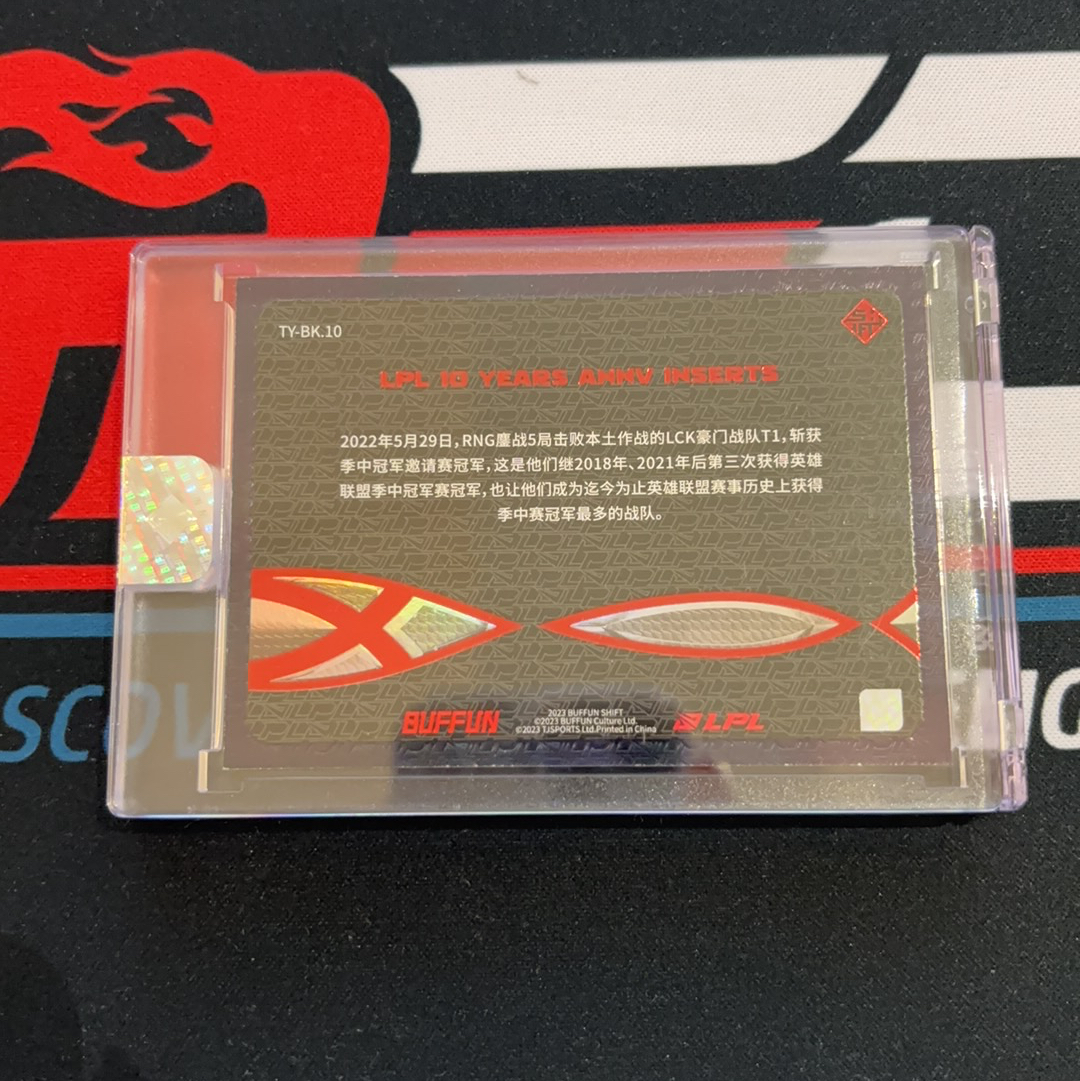 TY-BK.10
LPL 10 YEARS ANNV INSERTS
2022年5月29日，RNG鏖战5局击败本土作战的LCK豪门战队T1，斩获
季中冠军邀请赛冠军，这是他们继2018年、2021年后第三次获得英雄
联盟季中冠军赛冠军，也让他们成为迄今为止英雄联盟赛事历史上获得
季中赛冠军最多的战队。
BUFFUN
2023 BUFFUN SHIFT
©2023 BUFFUN Culture Ltd.
©2023 TJSPORTS Ltd.Printed in China
LPL